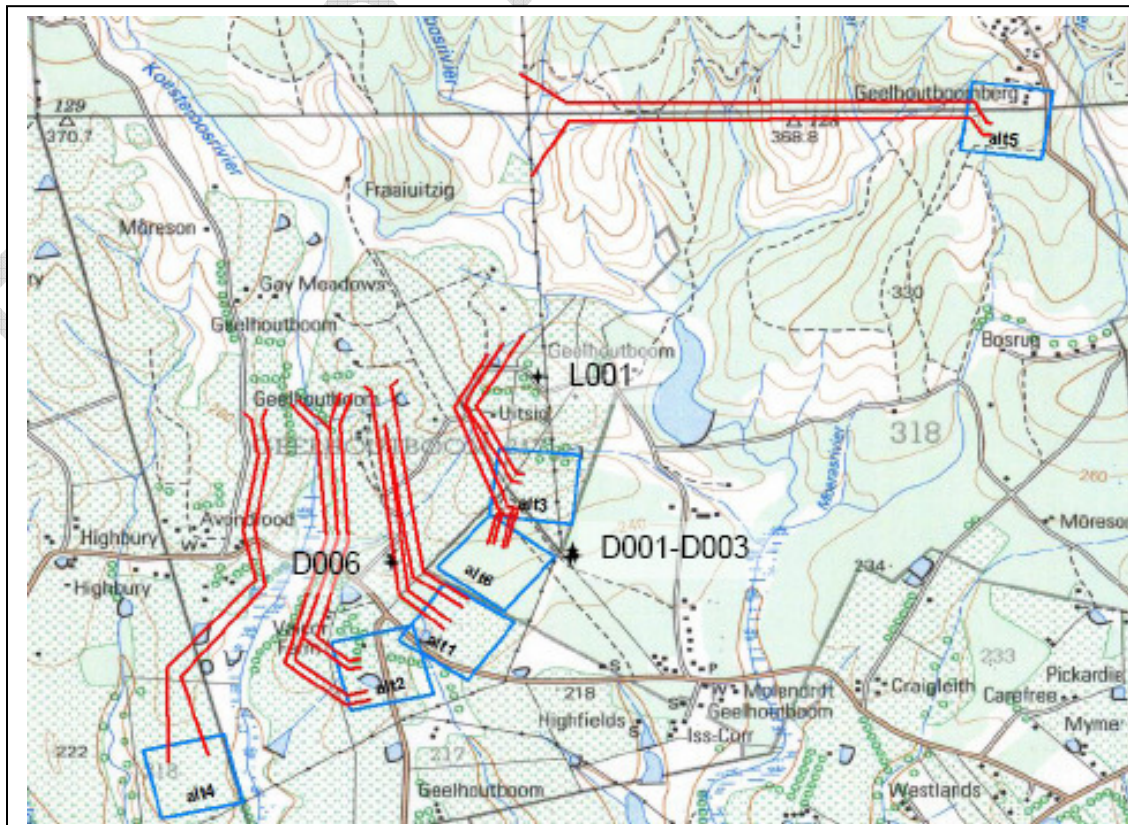 129
370.7
Fraaiuitzig
Geelhoutboomberg
368.8
alt5
Môreson
Gay Meadows
Geelhoutboom
330
Bosrug
Geelhoutboom
L001
Uitsig
Geelhoutboom
318
260
alt3
240
Avondrood
Highbury
W
D006
D001-D003
Môreson
alt6
234
Highbury
alt1
alt2
S
P
233
Pickardie
218
W
Molendrift
Craigleith
Carefree
Geelhoutboom
Highfields
S
S
Iss-Corr
Myme
222
217
alt4
Geelhoutboom
Westlands